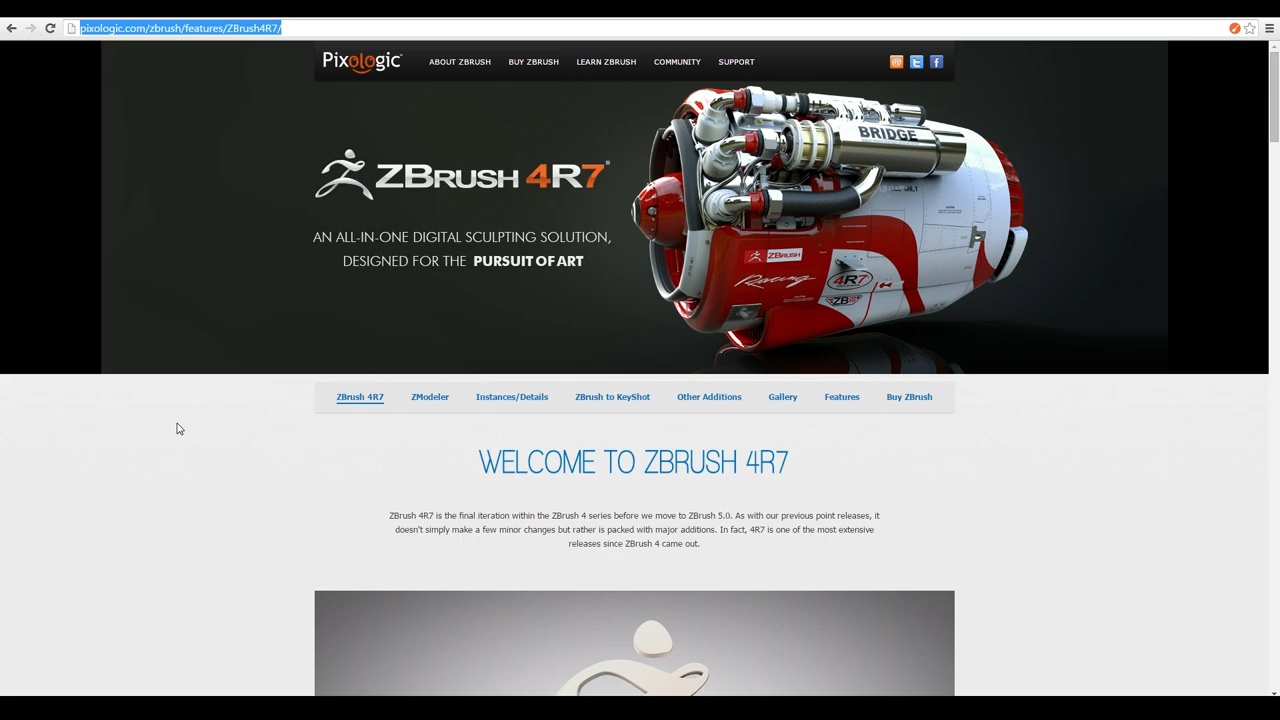 pixologic.com/zbrush/features/ZBrush4R7/
Pixologic
ABOUT ZBRUSH BUY ZBRUSH LEARN ZBRUSH COMMUNITY SUPPORT
ZBRUSH 4R7®
AN ALL-IN-ONE DIGITAL SCULPTING SOLUTION,
DESIGNED FOR THE PURSUIT OF ART
BRIDGE
ZBRUSH
Racing
4R7
ZBrush 4R7 ZModeler Instances/Details ZBrush to KeyShot Other Additions Gallery Features Buy ZBrush
WELCOME TO ZBRUSH 4R7
ZBrush 4R7 is the final iteration within the ZBrush 4 series before we move to ZBrush 5.0. As with our previous point releases, it
doesn't simply make a few minor changes but rather is packed with major additions. In fact, 4R7 is one of the most extensive
releases since ZBrush 4 came out.